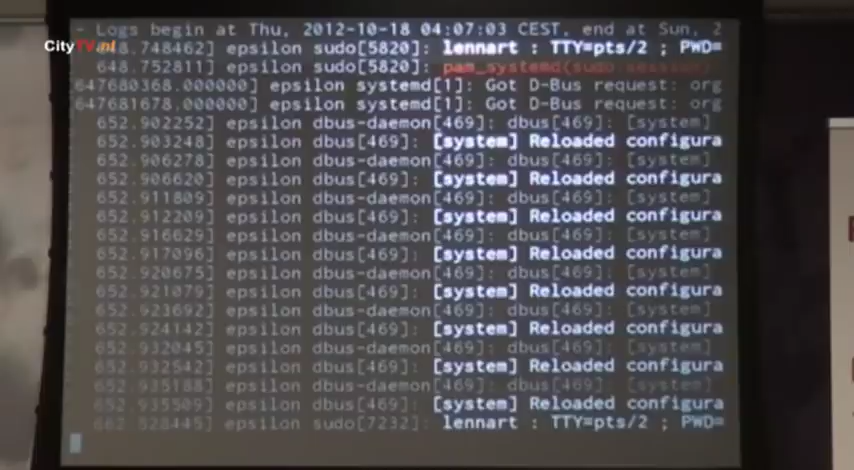 - Logs begin at Thu, 2012-10-18 04:07:03 CEST, end at Sun, 2
CityTV.nl
8.748462] epsilon sudo[5820]: lennart : TTY=pts/2 ; PWD=
648.752811] epsilon sudo[5820]: pam_systemd(sudo:session)
647680368.000000] epsilon systemd[1]: Got D-Bus request: org
647681678.000000] epsilon systemd[1]: Got D-Bus request: org
652.902252] epsilon dbus-daemon[469]: dbus[469]: [system]
652.903248] epsilon dbus[469]: [system] Reloaded configura
652.906278] epsilon dbus-daemon[469]: dbus[469]: [system]
652.906620] epsilon dbus[469]: [system] Reloaded configura
652.911809] epsilon dbus-daemon[469]: dbus[469]: [system]
652.912209] epsilon dbus[469]: [system] Reloaded configura
652.916629] epsilon dbus-daemon[469]: dbus[469]: [system]
652.917096] epsilon dbus[469]: [system] Reloaded configura
652.920675] epsilon dbus-daemon[469]: dbus[469]: [system]
652.921079] epsilon dbus[469]: [system] Reloaded configura
652.923692] epsilon dbus-daemon[469]: dbus[469]: [system]
652.924142] epsilon dbus[469]: [system] Reloaded configura
652.932045] epsilon dbus-daemon[469]: dbus[469]: [system]
652.932542] epsilon dbus[469]: [system] Reloaded configura
652.935188] epsilon dbus-daemon[469]: dbus[469]: [system]
652.935509] epsilon dbus[469]: [system] Reloaded configura
662.828445] epsilon sudo[7232]: lennart : TTY=pts/2 ; PWD=